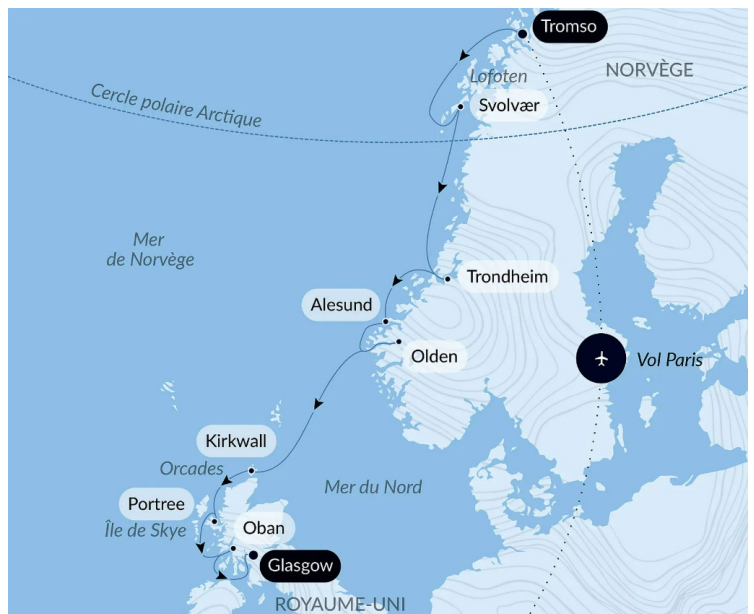 Tromso
Lofoten
NORVÈGE
Cercle polaire Arctique
Svolvær
Mer
de Norvège
Trondheim
Alesund
Olden
Vol Paris
Kirkwall
Orcades
Mer du Nord
Portree
Île de Skye
Oban
Glasgow
ROYAUME-UNI